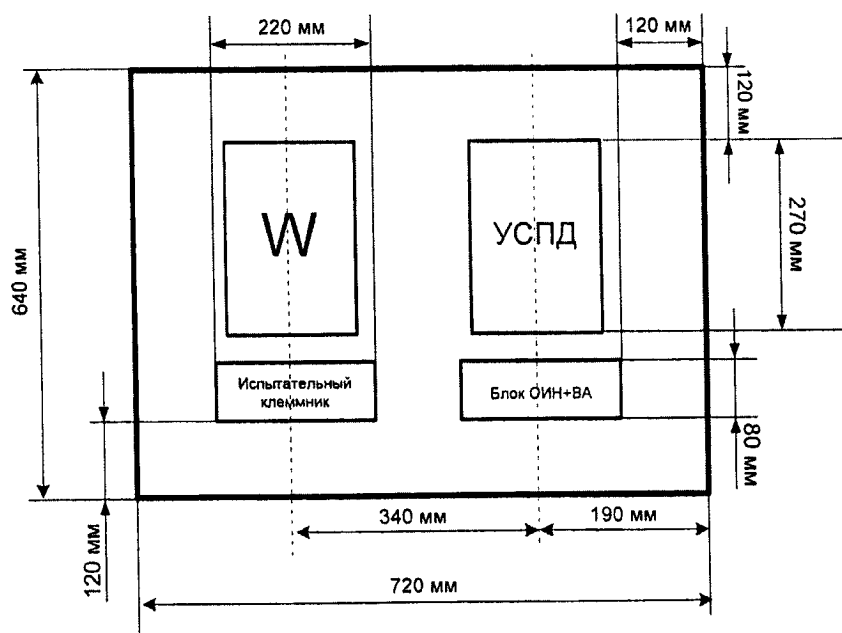 220 мм
120 мм
120 мм
W
УСПД
270 мм
640 мм
Испытательный
клеммник
Блок ОИН+ВА
80 мм
340 мм
190 мм
120 мм
720 мм